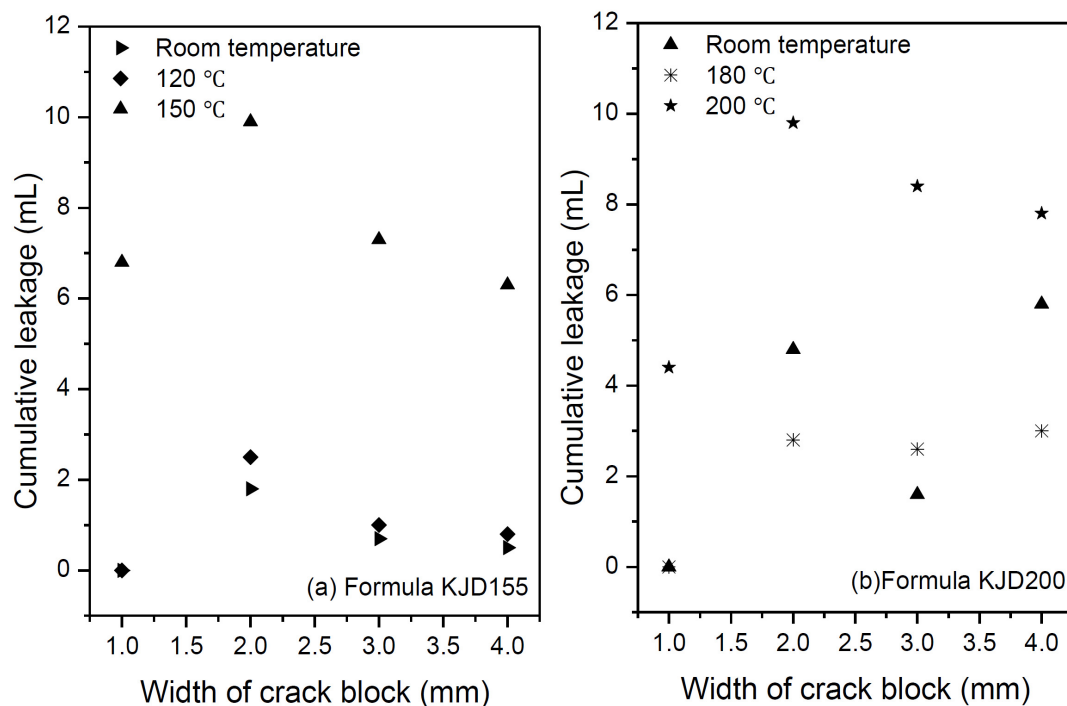 12
10
8
6
4
2
0
Cumulative leakage (mL)
Room temperature
120 ℃
150 ℃
(a) Formula KJD155
1.0 1.5 2.0 2.5 3.0 3.5 4.0
Width of crack block (mm)
12
10
8
6
4
2
0
Cumulative leakage (mL)
Room temperature
180 ℃
200 ℃
(b)Formula KJD200
1.0 1.5 2.0 2.5 3.0 3.5 4.0
Width of crack block (mm)